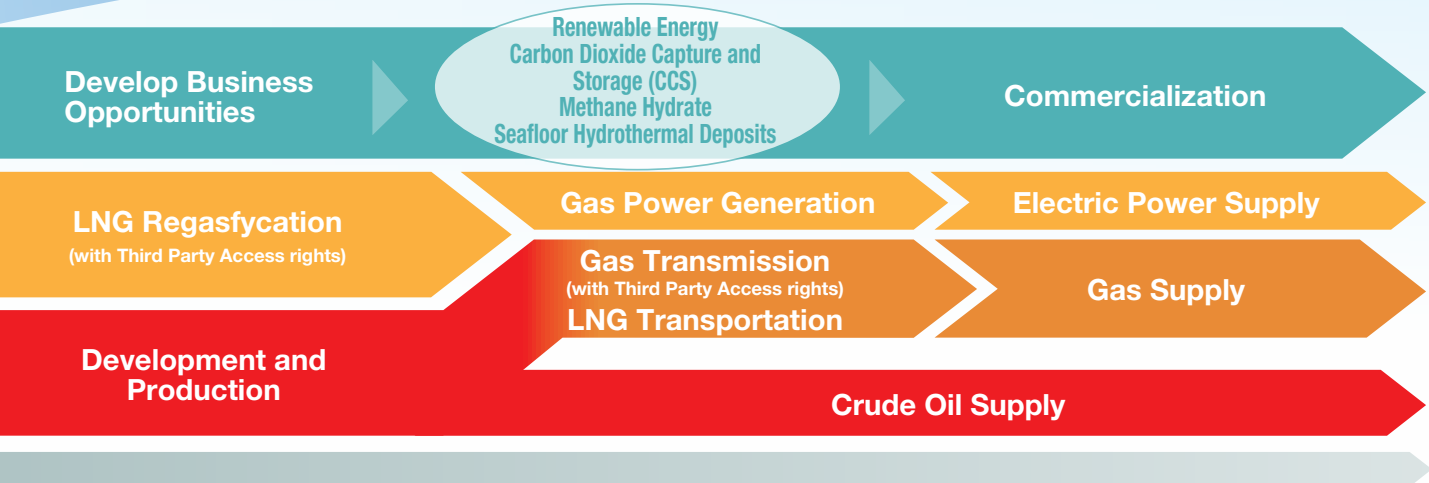 Renewable Energy
Carbon Dioxide Capture and
Storage (CCS)
Methane Hydrate
Seafloor Hydrothermal Deposits
Develop Business
Opportunities
Commercialization
LNG Regasfycation
(with Third Party Access rights)
Gas Power Generation
Electric Power Supply
Gas Transmission
(with Third Party Access rights)
LNG Transportation
Gas Supply
Development and
Production
Crude Oil Supply